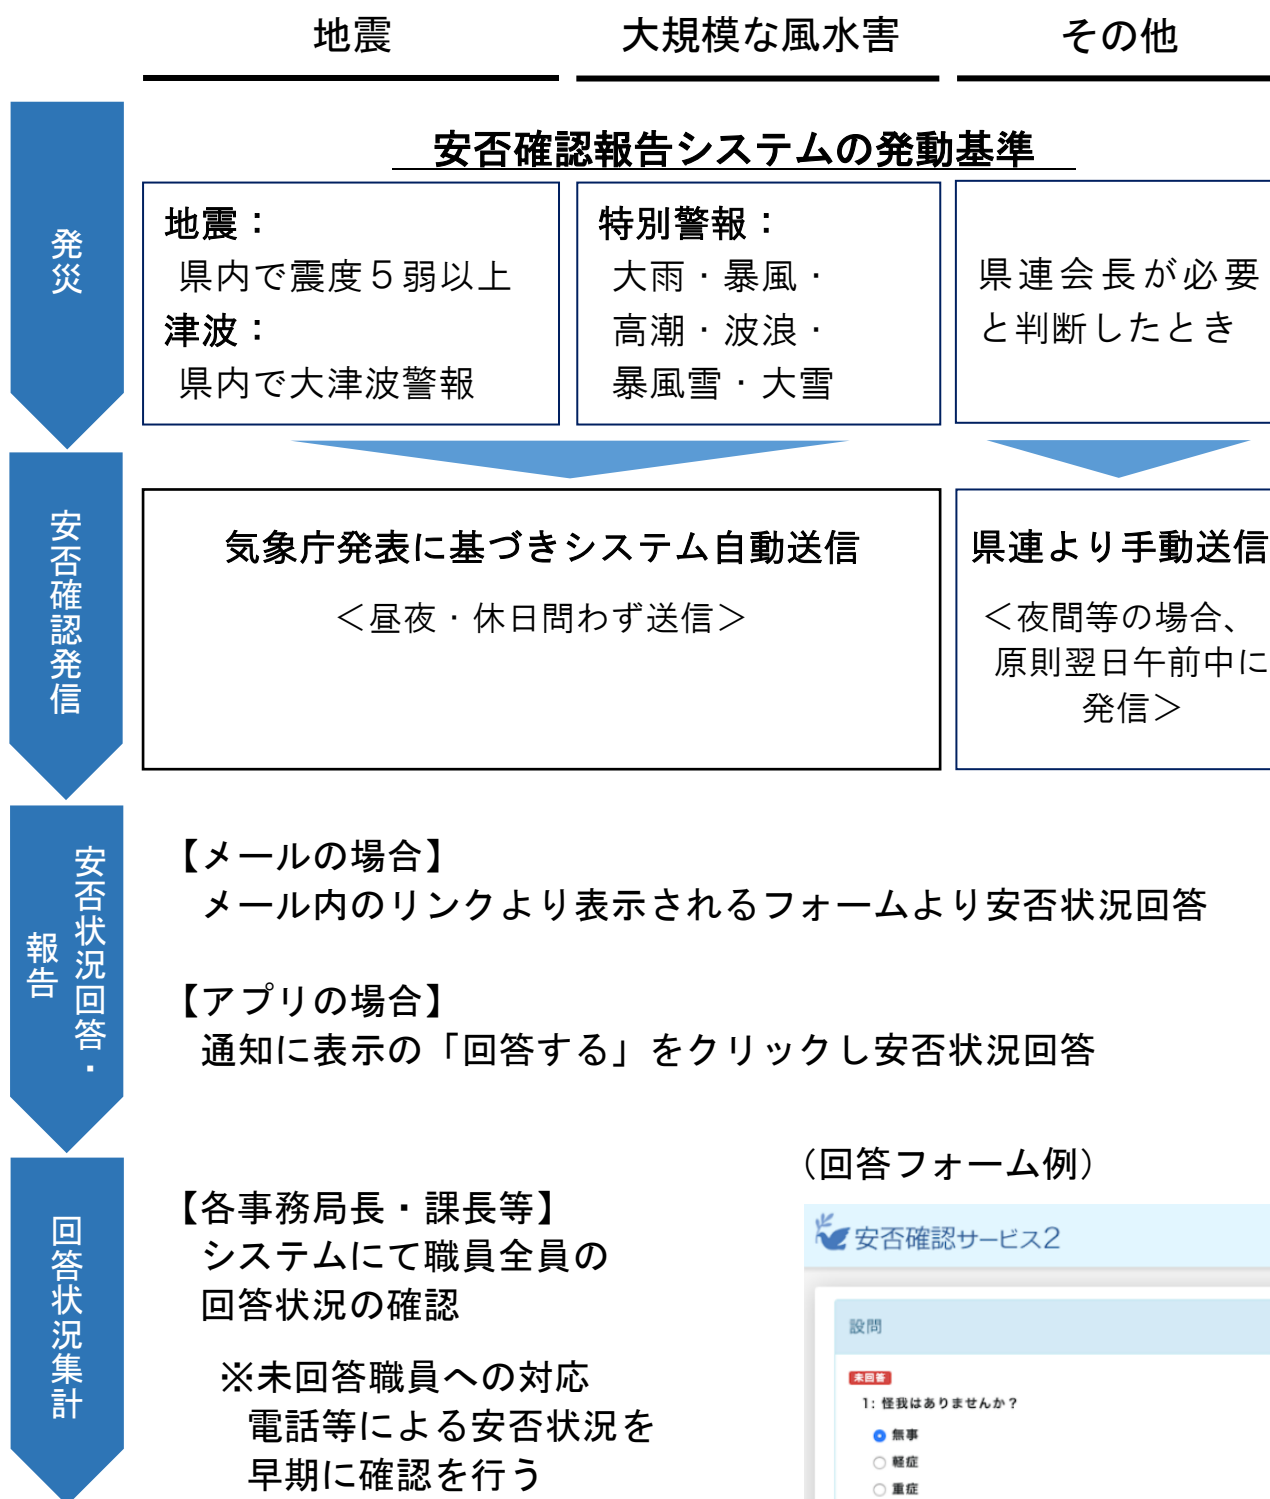 地震
大規模な風水害
その他
発災
安否確認報告システムの発動基準
地震：
県内で震度５弱以上
津波：
県内で大津波警報
特別警報：
大雨・暴風・
高潮・波浪・
暴風雪・大雪
県連会長が必要
と判断したとき
安否確認発信
気象庁発表に基づきシステム自動送信
＜昼夜・休日問わず送信＞
県連より手動送信
＜夜間等の場合、
原則翌日午前中に
発信＞
安否状況回答・
報告
【メールの場合】
メール内のリンクより表示されるフォームより安否状況回答
【アプリの場合】
通知に表示の「回答する」をクリックし安否状況回答
回答状況集計
【各事務局長・課長等】
システムにて職員全員の
回答状況の確認
※未回答職員への対応
電話等による安否状況を
早期に確認を行う
（回答フォーム例）
安否確認サービス2
設問
未回答
1: 怪我はありませんか？
無事
軽症
重症